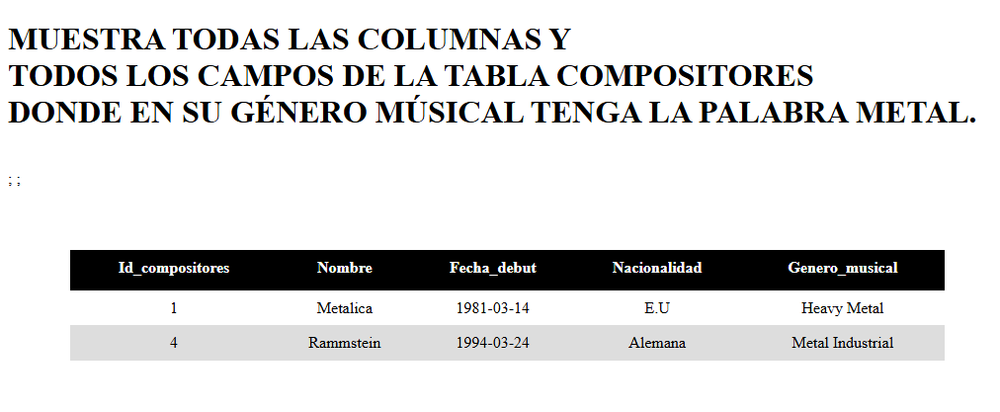 MUESTRA TODAS LAS COLUMNAS Y
TODOS LOS CAMPOS DE LA TABLA COMPOSITORES
DONDE EN SU GÉNERO MÚSICAL TENGA LA PALABRA METAL.
; ;
Id_compositores Nombre Fecha_debut Nacionalidad Genero_musical
1 Metalica 1981-03-14 E.U Heavy Metal
4 Rammstein 1994-03-24 Alemana Metal Industrial